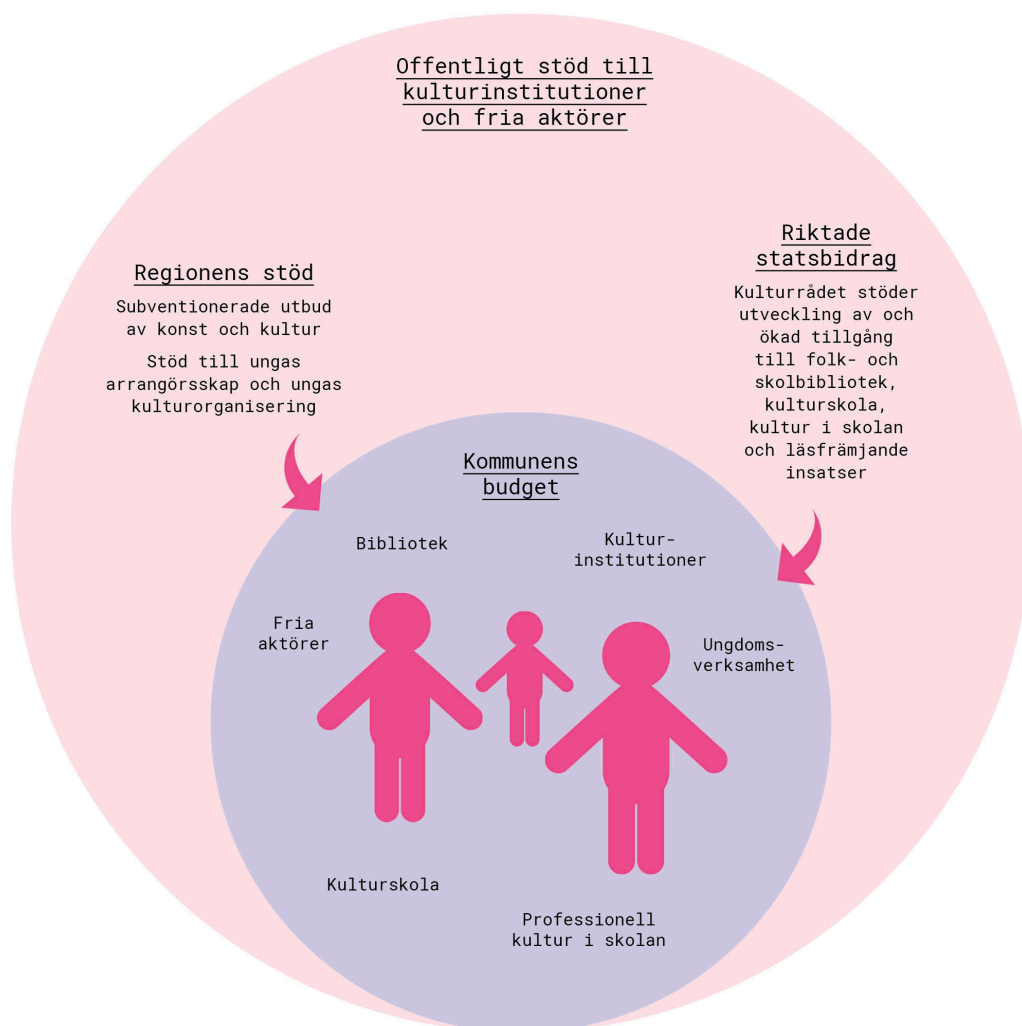 Offentligt stöd till
kulturinstitutioner
och fria aktörer
Regionens stöd
Subventionerade utbud
av konst och kultur
Stöd till ungas
arrangörsskap och ungas
kulturorganisering
Riktade
statsbidrag
Kulturrådet stöder
utveckling av och
ökad tillgång
till folk- och
skolbibliotek,
kulturskola,
kultur i skolan
och läsfrämjande
insatser
Kommunens
budget
Bibliotek
Kultur-
institutioner
Fria
aktörer
Ungdoms-
verksamhet
Kulturskola
Professionell
kultur i skolan